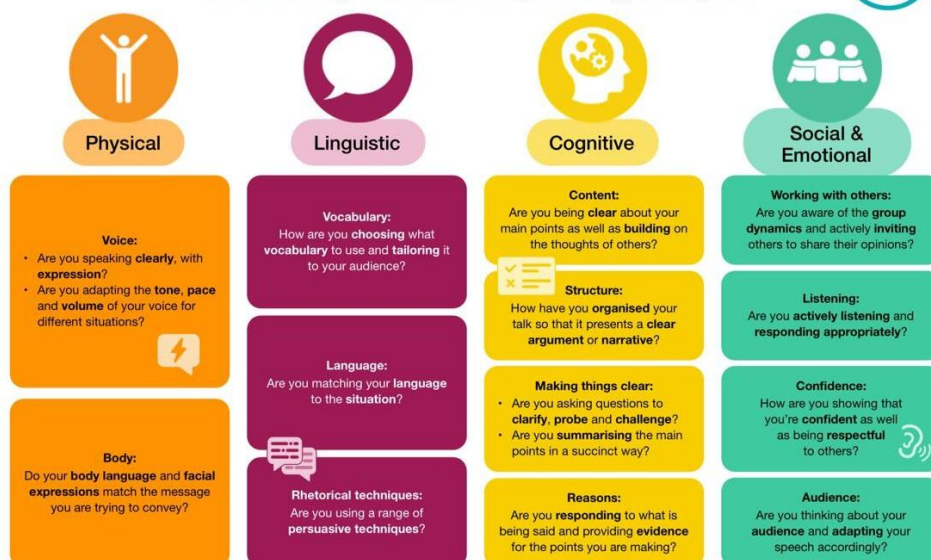 Physical
Voice:
• Are you speaking clearly, with
expression?
• Are you adapting the tone, pace
and volume of your voice for
different situations?
Body:
Do your body language and facial
expressions match the message
you are trying to convey?
Linguistic
Vocabulary:
How are you choosing what
vocabulary to use and tailoring it
to your audience?
Language:
Are you matching your language
to the situation?
Rhetorical techniques:
Are you using a range of
persuasive techniques?
Cognitive
Content:
Are you being clear about your
main points as well as building on
the thoughts of others?
Structure:
How have you organised your
talk so that it presents a clear
argument or narrative?
Making things clear:
• Are you asking questions to
clarify, probe and challenge?
• Are you summarising the main
points in a succinct way?
Reasons:
Are you responding to what is
being said and providing evidence
for the points you are making?
Social &
Emotional
Working with others:
Are you aware of the group
dynamics and actively inviting
others to share their opinions?
Listening:
Are you actively listening and
responding appropriately?
Confidence:
How are you showing that
you're confident as well
as being respectful
to others?
Audience:
Are you thinking about your
audience and adapting your
speech accordingly?